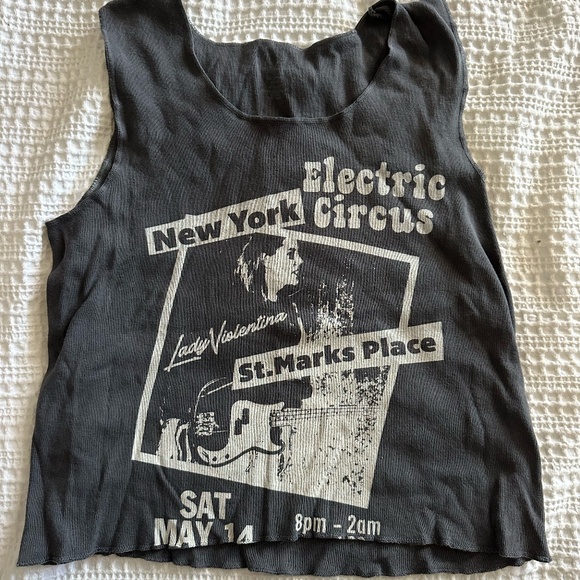 Electric
Circus
New York
Lady Violentina
St.Marks Place
SAT
MAY 14
8pm - 2am